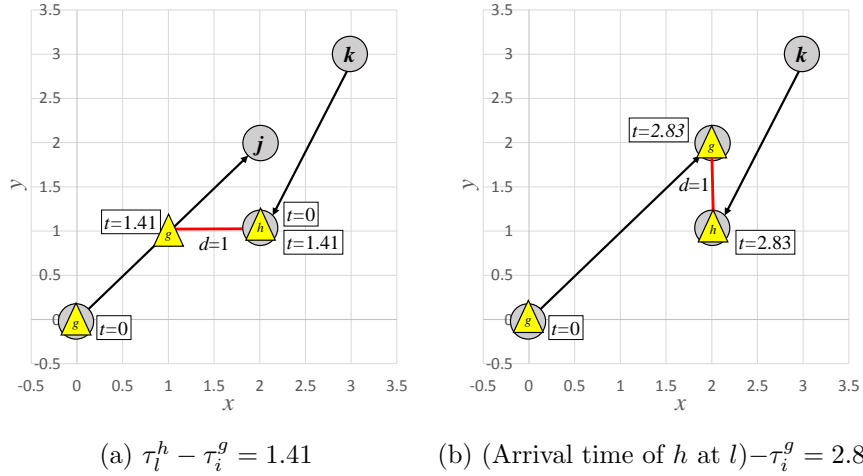 3.5
3
2.5
2
1.5
1
0.5
0
-0.5
y
-0.5 0 0.5 1 1.5 2 2.5 3 3.5
x
k
j
t=1.41
g
d=1
h
t=0
t=1.41
g
t=0
3.5
3
2.5
2
1.5
1
0.5
0
-0.5
y
-0.5 0 0.5 1 1.5 2 2.5 3 3.5
x
k
t=2.83
g
d=1
h
t=2.83
g
t=0
(a) τ_l^h − τ_i^g = 1.41
(b) (Arrival time of h at l)−τ_i^g = 2.8